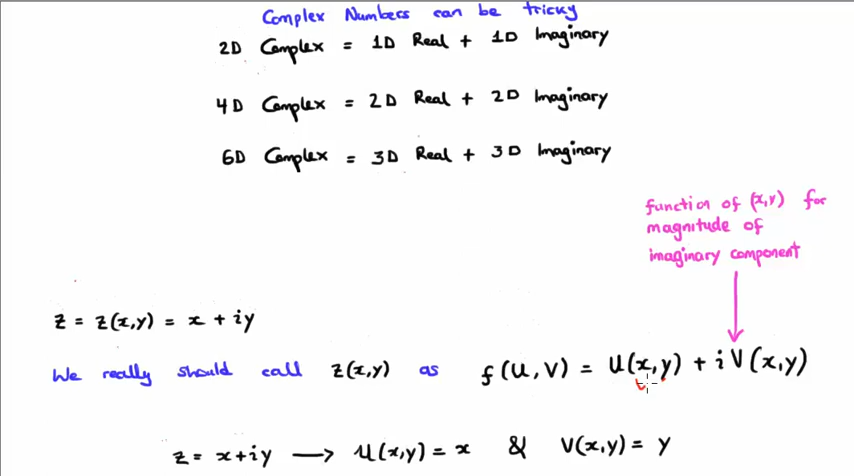 Complex Numbers can be tricky
2D Complex = 1D Real + 1D Imaginary
4D Complex = 2D Real + 2D Imaginary
6D Complex = 3D Real + 3D Imaginary
function of (x,y) for
magnitude of
imaginary component
z = z(x,y) = x + iy
We really should call z(x,y) as f(u,v) = u(x,y) + i v(x,y)
z = x+iy → u(x,y) = x & v(x,y) = y